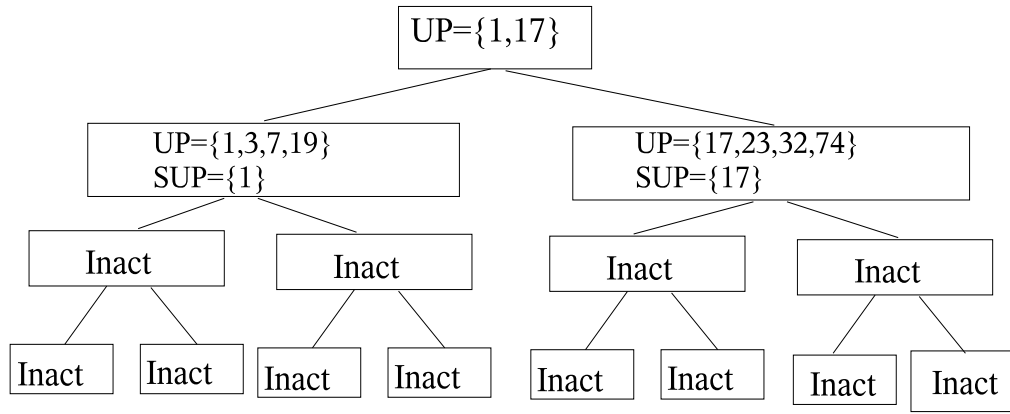 UP={1,17}
UP={1,3,7,19}
SUP={1}
UP={17,23,32,74}
SUP={17}
Inact
Inact
Inact
Inact
Inact
Inact
Inact
Inact
Inact
Inact
Inact
Inact